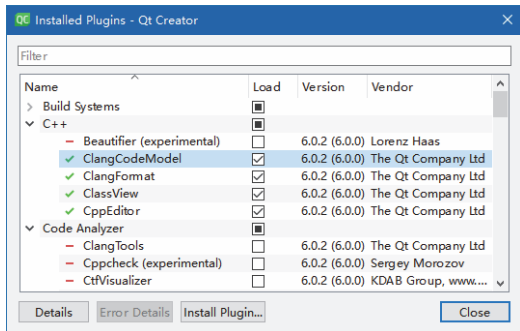 QC Installed Plugins - Qt Creator
Filter
Name Load Version Vendor
Build Systems
C++
Beautifier (experimental) 6.0.2 (6.0.0) Lorenz Haas
ClangCodeModel 6.0.2 (6.0.0) The Qt Company Ltd
ClangFormat 6.0.2 (6.0.0) The Qt Company Ltd
ClassView 6.0.2 (6.0.0) The Qt Company Ltd
CppEditor 6.0.2 (6.0.0) The Qt Company Ltd
Code Analyzer
ClangTools 6.0.2 (6.0.0) The Qt Company Ltd
Cppcheck (experimental) 6.0.2 (6.0.0) Sergey Morozov
CtfVisualizer 6.0.2 (6.0.0) KDAB Group, www....
Details Error Details Install Plugin... Close